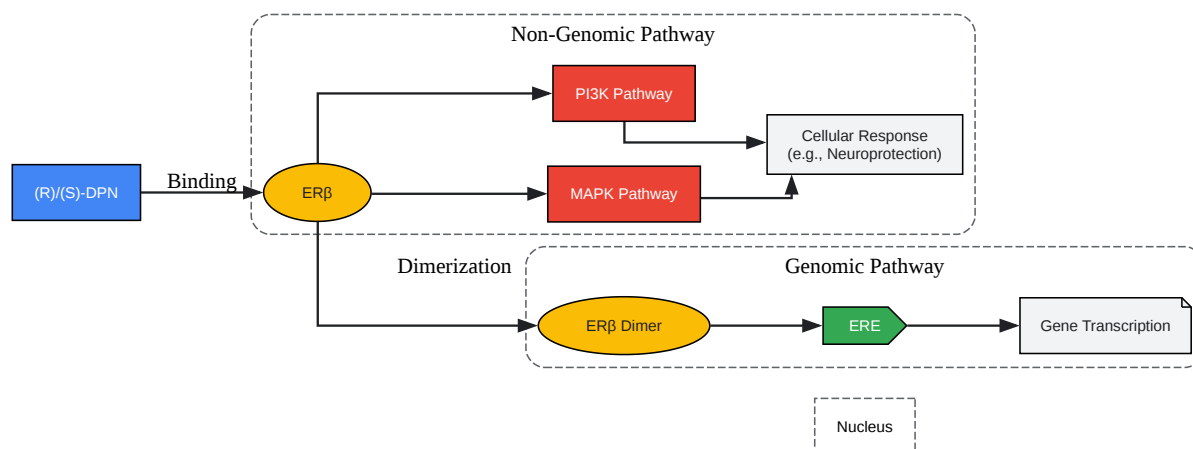 Non-Genomic Pathway
PI3K Pathway
Cellular Response
(e.g., Neuroprotection)
(R)/(S)-DPN
Binding
ERβ
MAPK Pathway
Dimerization
Genomic Pathway
ERβ Dimer
ERE
Gene Transcription
Nucleus